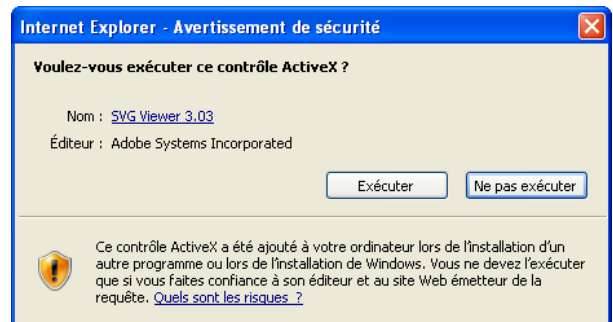 Internet Explorer - Avertissement de sécurité
Voulez-vous exécuter ce contrôle ActiveX ?
Nom : SVG Viewer 3.03
Éditeur : Adobe Systems Incorporated
Exécuter Ne pas exécuter
Ce contrôle ActiveX a été ajouté à votre ordinateur lors de l'installation d'un
autre programme ou lors de l'installation de Windows. Vous ne devez l'exécuter
que si vous faites confiance à son éditeur et au site Web émetteur de la
requête. Quels sont les risques ?